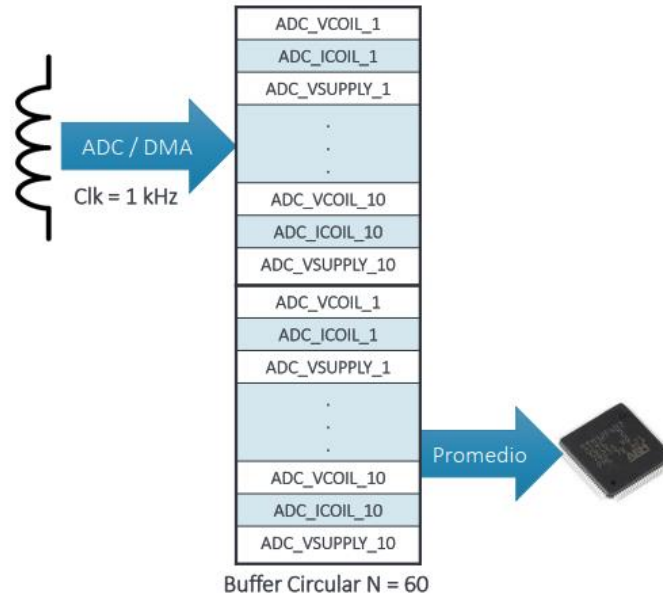 ADC_VCOIL_1
ADC_ICOIL_1
ADC_VSUPPLY_1
.
.
.
ADC / DMA
Clk = 1 kHz
ADC_VCOIL_10
ADC_ICOIL_10
ADC_VSUPPLY_10
ADC_VCOIL_1
ADC_ICOIL_1
ADC_VSUPPLY_1
.
.
.
Promedio
ADC_VCOIL_10
ADC_ICOIL_10
ADC_VSUPPLY_10
Buffer Circular N = 60